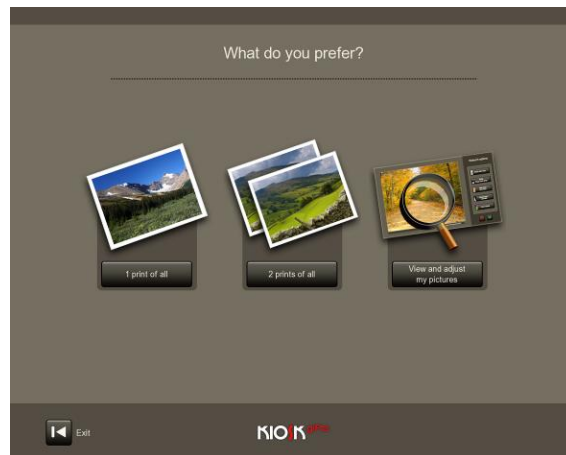 What do you prefer?
1 print of all
2 prints of all
View and adjust
my pictures
Exit
KIOSK